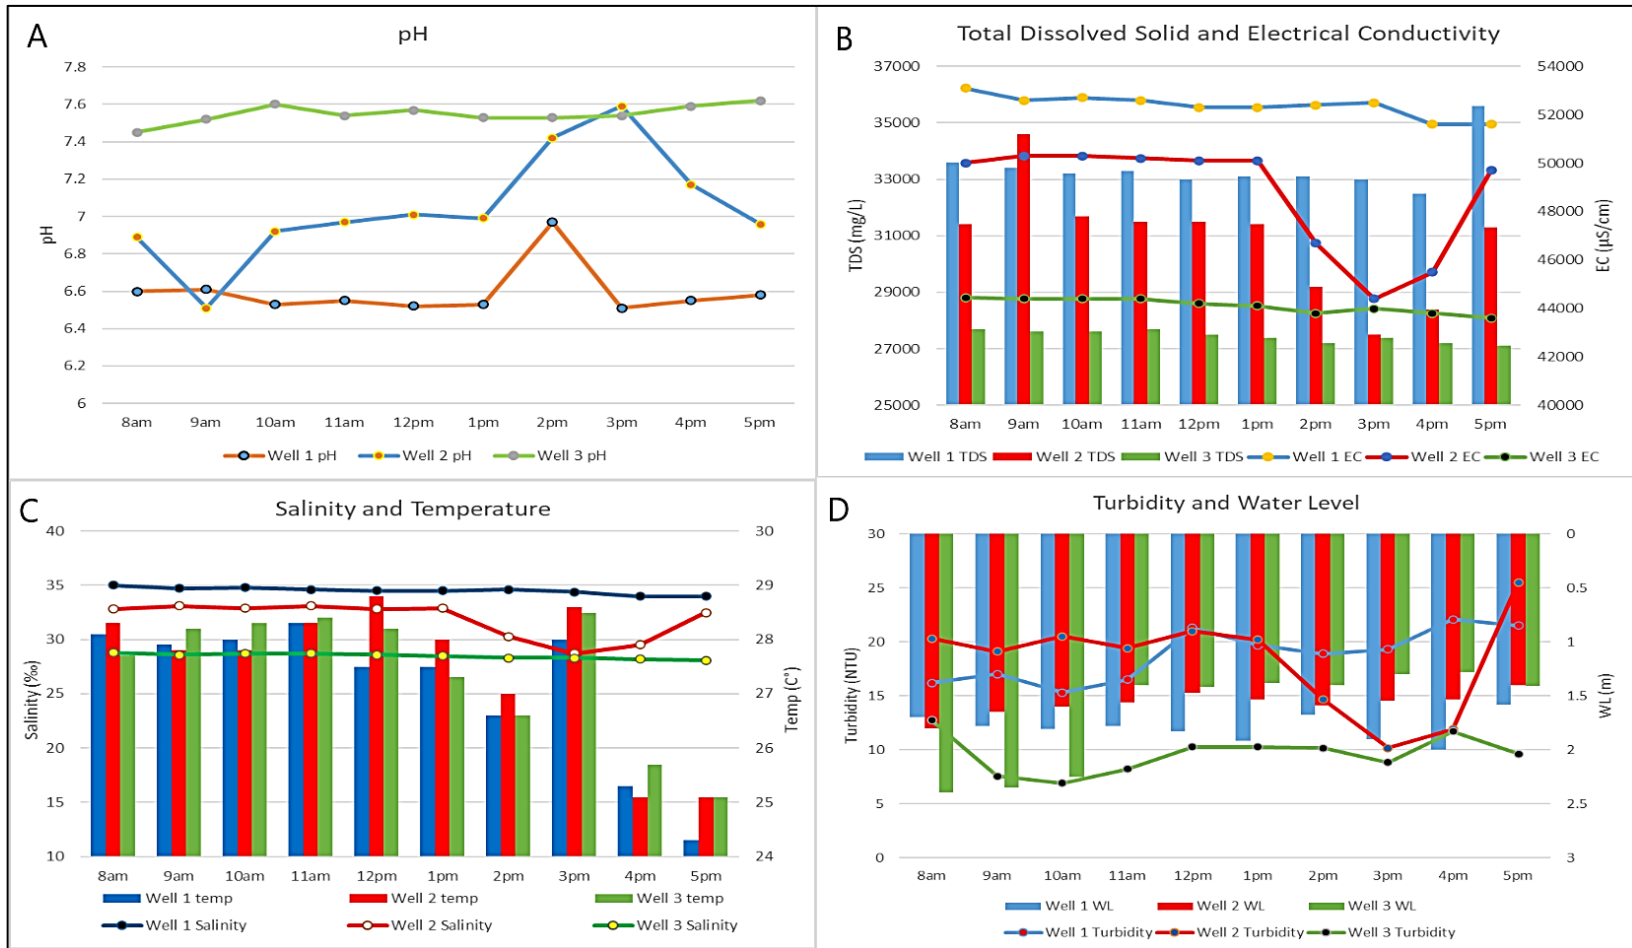 A
pH
7.8
7.6
7.4
7.2
7
6.8
6.6
6.4
6.2
6
pH
8am 9am 10am 11am 12pm 1pm 2pm 3pm 4pm 5pm
Well 1 pH Well 2 pH Well 3 pH
B
Total Dissolved Solid and Electrical Conductivity
37000
35000
33000
31000
29000
27000
25000
TDS (mg/L)
54000
52000
50000
48000
46000
44000
42000
40000
EC (µS/cm)
8am 9am 10am 11am 12pm 1pm 2pm 3pm 4pm 5pm
Well 1 TDS Well 2 TDS Well 3 TDS Well 1 EC Well 2 EC Well 3 EC
C
Salinity and Temperature
40
35
30
25
20
15
10
Salinity (‰)
30
29
28
27
26
25
24
Temp (C°)
8am 9am 10am 11am 12pm 1pm 2pm 3pm 4pm 5pm
Well 1 temp Well 2 temp Well 3 temp
Well 1 Salinity Well 2 Salinity Well 3 Salinity
D
Turbidity and Water Level
30
25
20
15
10
5
0
Turbidity (NTU)
0
0.5
1
1.5
2
2.5
3
WL (m)
8am 9am 10am 11am 12pm 1pm 2pm 3pm 4pm 5pm
Well 1 WL Well 2 WL Well 3 WL
Well 1 Turbidity Well 2 Turbidity Well 3 Turbidity